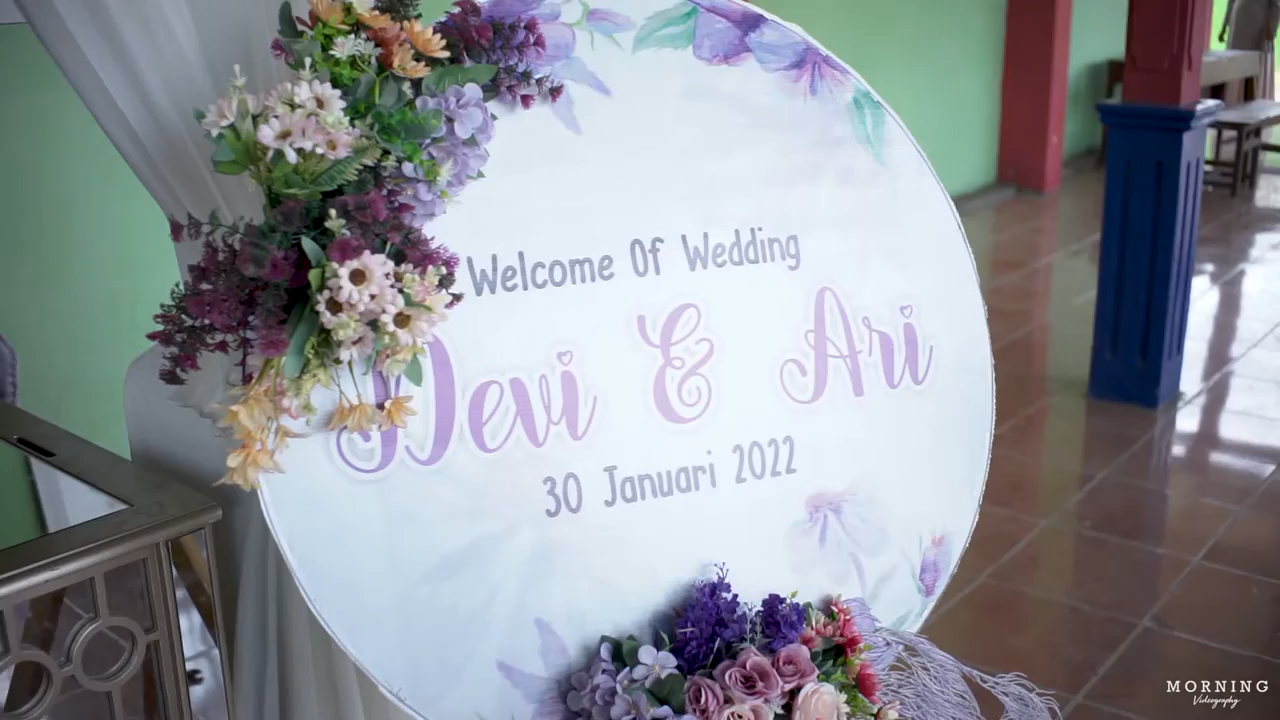 Welcome Of Wedding
Devi & Ari
30 Januari 2022
MORNING
Videography